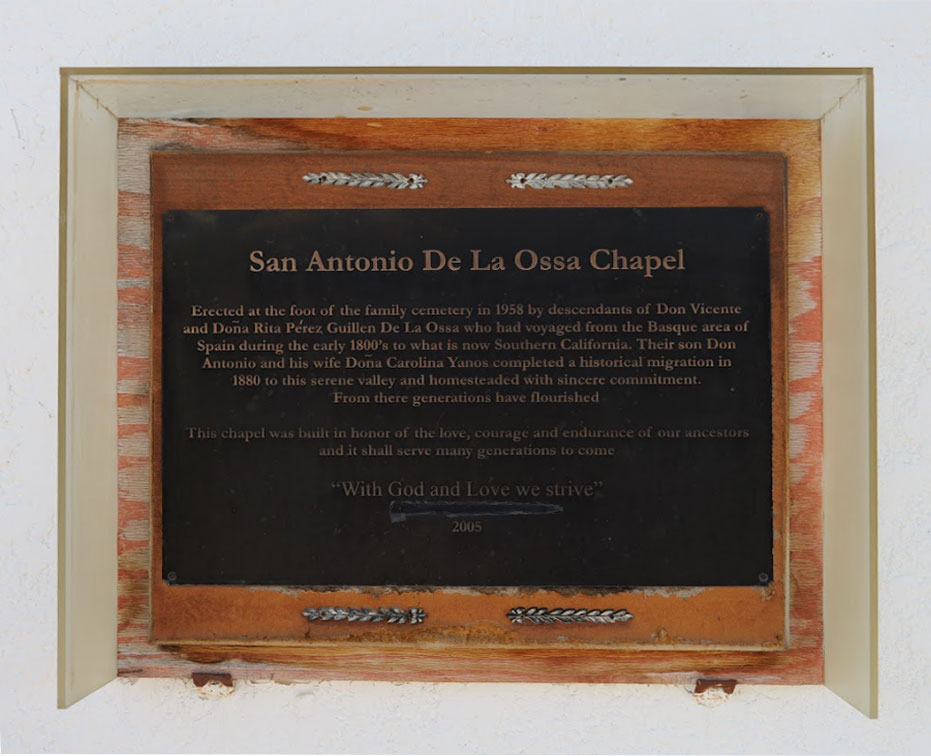 San Antonio De La Ossa Chapel
Erected at the foot of the family cemetery in 1958 by descendants of Don Vicente
and Doña Rita Pérez Guillen De La Ossa who had voyaged from the Basque area of
Spain during the early 1800's to what is now Southern California. Their son Don
Antonio and his wife Doña Carolina Yanos completed a historical migration in
1880 to this serene valley and homesteaded with sincere commitment.
From there generations have flourished
This chapel was built in honor of the love, courage and endurance of our ancestors
and it shall serve many generations to come
"With God and Love we strive"
2005